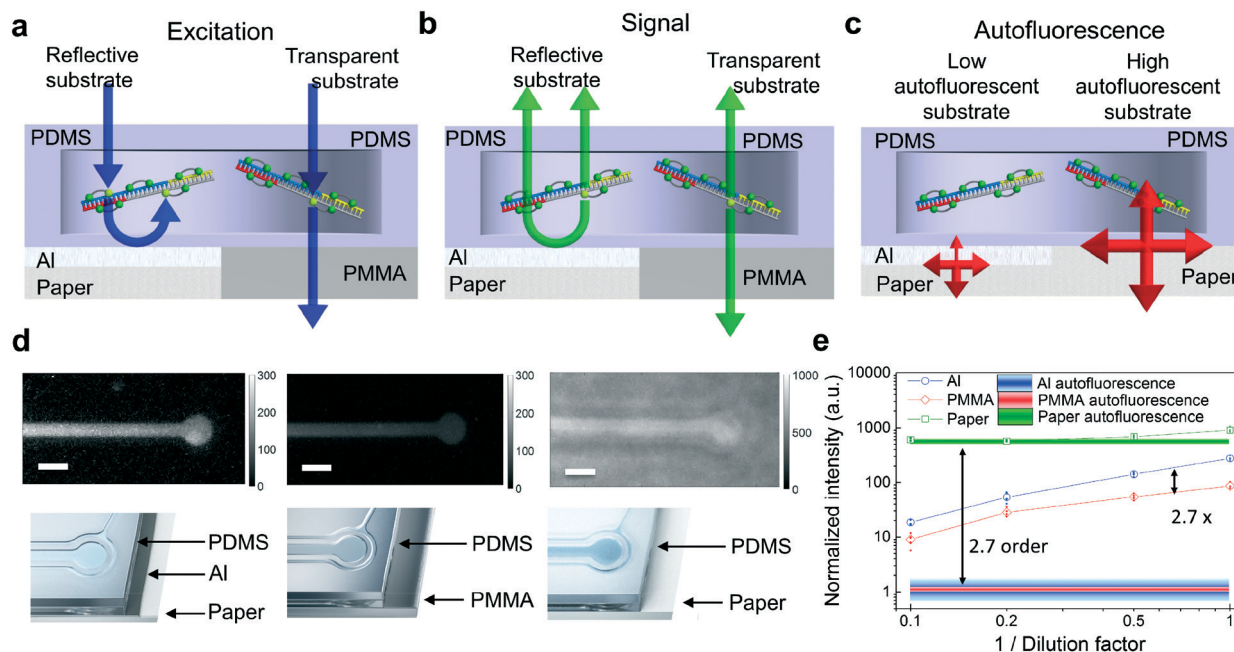 a
Excitation
Reflective
substrate
Transparent
substrate
PDMS
PDMS
Al
Paper
PMMA
b
Signal
Reflective
substrate
Transparent
substrate
PDMS
PDMS
Al
Paper
PMMA
c
Autofluorescence
Low
autofluorescent
substrate
High
autofluorescent
substrate
PDMS
PDMS
Al
Paper
Paper
d
300
200
100
0
300
200
100
0
1000
500
0
PDMS
Al
Paper
PDMS
PMMA
PDMS
Paper
e
Normalized intensity (a.u.)
10000
1000
100
10
1
Al
PMMA
Paper
Al autofluorescence
PMMA autofluorescence
Paper autofluorescence
2.7 order
2.7 x
0.1
0.2
0.5
1
1 / Dilution factor